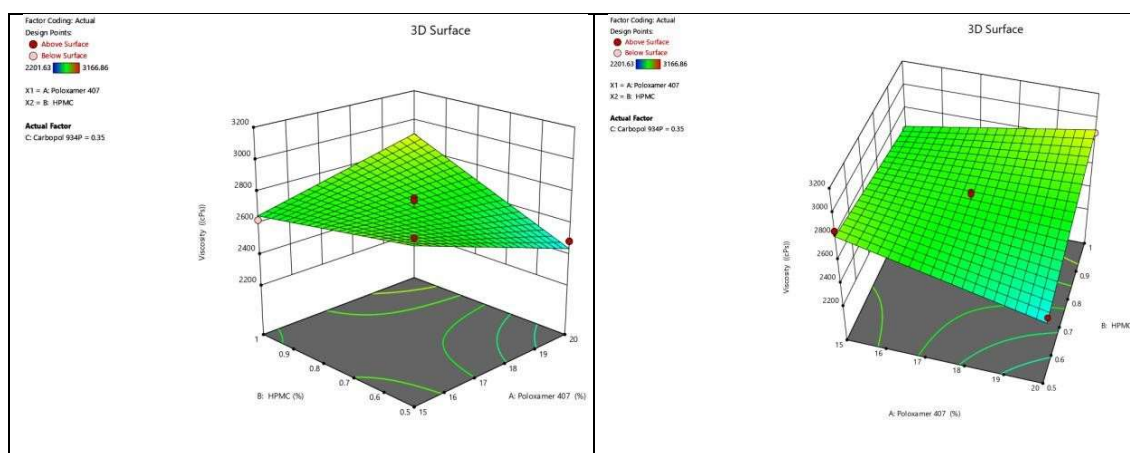 Factor Coding: Actual
3D Surface
Design Points:
Above Surface
Below Surface
2201.63 3166.86
X1 = A: Poloxamer 407
X2 = B: HPMC
Actual Factor
C: Carbopol 934P = 0.35
3200
3000
2800
2600
2400
2200
Viscosity ((cPs))
1
0.9
0.8
0.7
0.6
0.5
15
16
17
18
19
20
B: HPMC (%)
A: Poloxamer 407 (%)
Factor Coding: Actual
3D Surface
Design Points:
Above Surface
Below Surface
2201.63 3166.86
X1 = A: Poloxamer 407
X2 = B: HPMC
Actual Factor
C: Carbopol 934P = 0.35
3200
3000
2800
2600
2400
2200
Viscosity ((cPs))
1
0.9
0.8
0.7
0.6
0.5
B: HPMC
15
16
17
18
19
20
A: Poloxamer 407 (%)